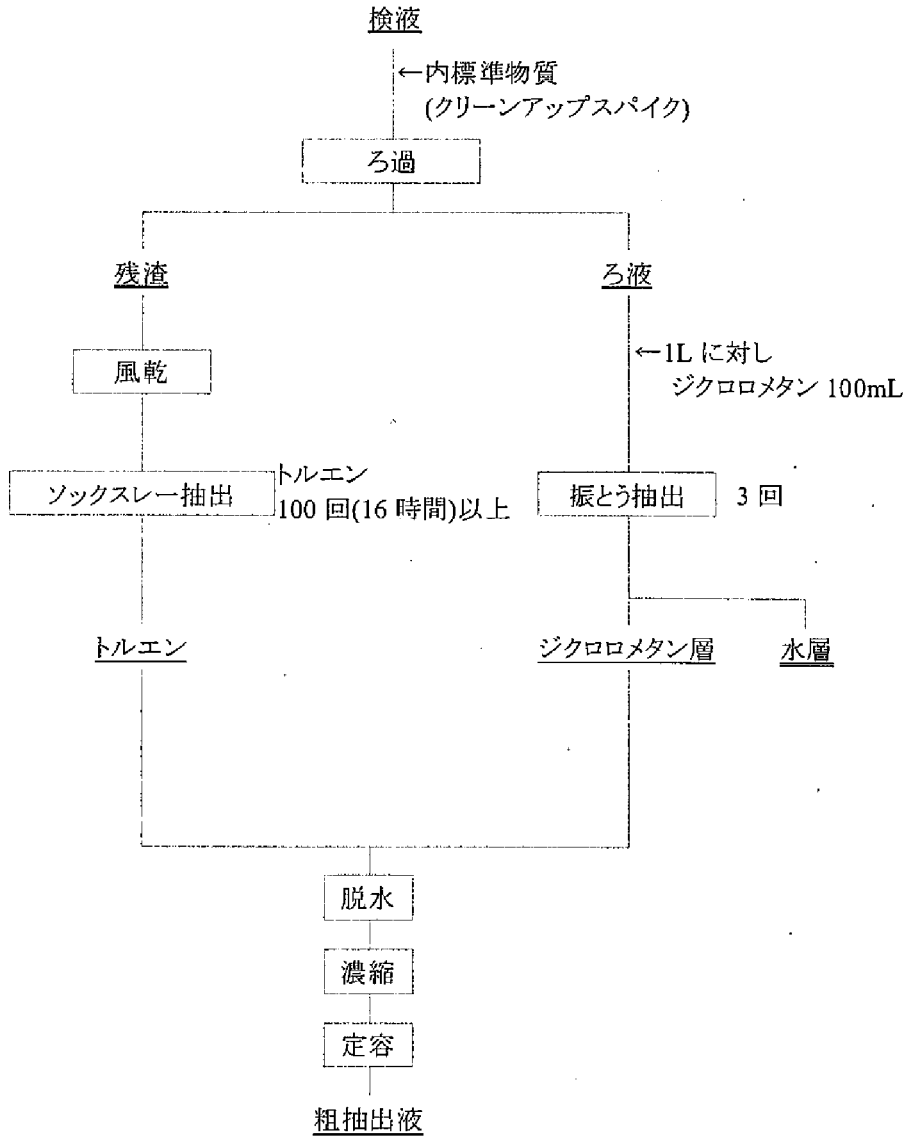 検液
←内標準物質
(クリーンアップスパイク)
ろ過
残渣
ろ液
風乾
←1L に対し
ジクロロメタン 100mL
ソックスレー抽出
トルエン
100 回(16 時間)以上
振とう抽出
3 回
トルエン
ジクロロメタン層
水層
脱水
濃縮
定容
粗抽出液